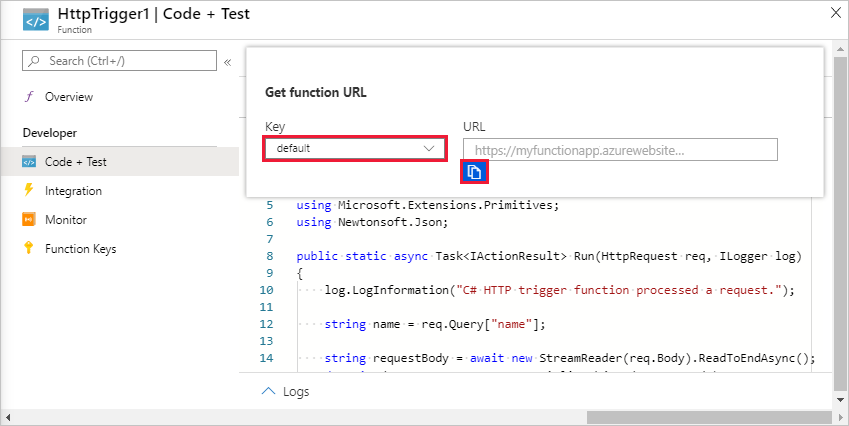 HttpTrigger1 | Code + Test
Function
Search (Ctrl+/)
«
Overview
Developer
Code + Test
Integration
Monitor
Function Keys
Get function URL
Key
URL
default
https://myfunctionapp.azurewebsite...
5 using Microsoft.Extensions.Primitives;
6 using Newtonsoft.Json;
7
8 public static async Task<IActionResult> Run(HttpRequest req, ILogger log)
9 {
10 log.LogInformation("C# HTTP trigger function processed a request.");
11
12 string name = req.Query["name"];
13
14 string requestBody = await new StreamReader(req.Body).ReadToEndAsync();
Logs